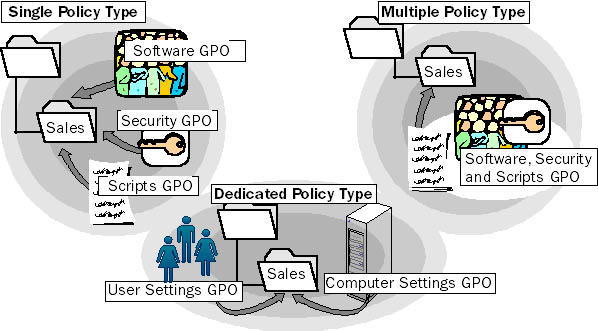 Single Policy Type
Software GPO
Sales
Security GPO
Scripts GPO
Multiple Policy Type
Sales
Software, Security
and Scripts GPO
Dedicated Policy Type
Sales
User Settings GPO
Computer Settings GPO